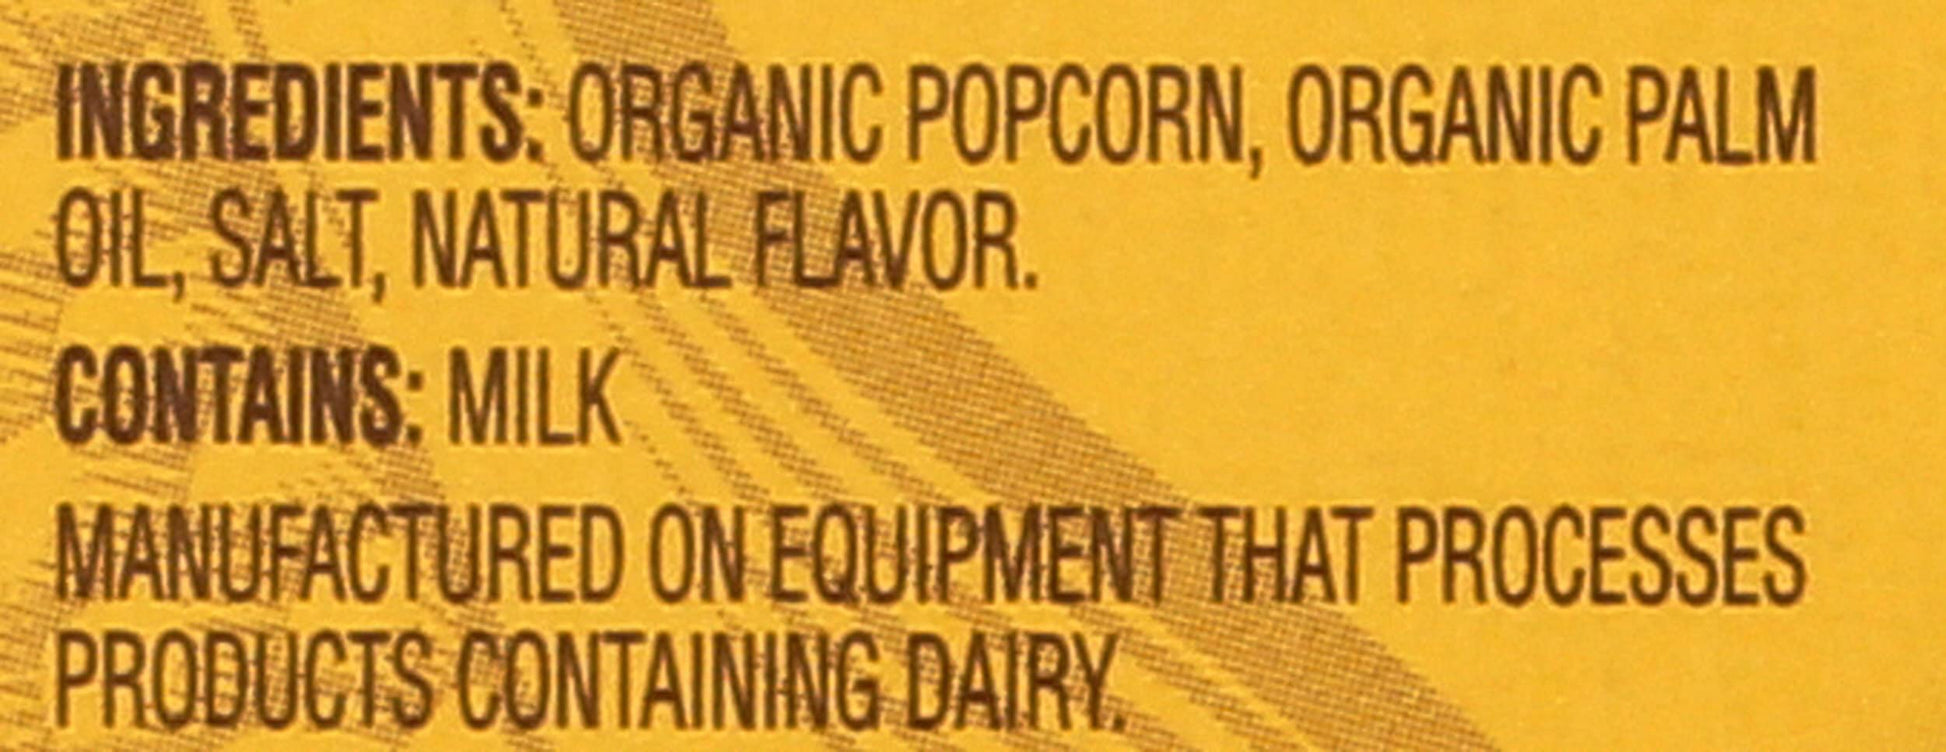 INGREDIENTS: ORGANIC POPCORN, ORGANIC PALM
OIL, SALT, NATURAL FLAVOR.
CONTAINS: MILK
MANUFACTURED ON EQUIPMENT THAT PROCESSES
PRODUCTS CONTAINING DAIRY.